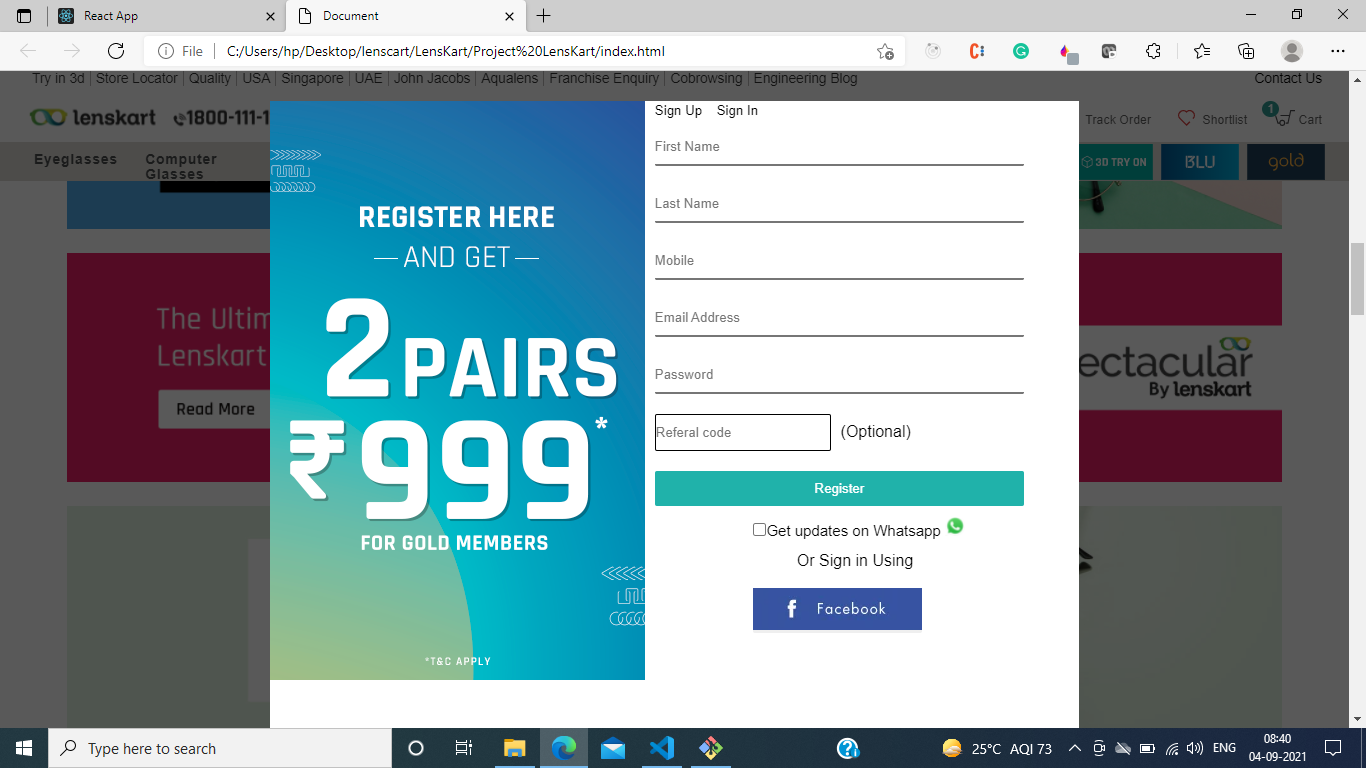 React App
Document
File
C:/Users/hp/Desktop/lenscart/LensKart/Project%20LensKart/index.html
Try in 3d | Store Locator | Quality | USA | Singapore | UAE | John Jacobs | Aqualens | Franchise Enquiry | Cobrowsing | Engineering Blog
Contact Us
lenskart
1800-111-1
Track Order
Shortlist
1
Cart
Eyeglasses
Computer
Glasses
3D TRY ON
BLU
gold
The Ultim
Lenskart
Read More
ectacular
By lenskart
REGISTER HERE
AND GET
2 PAIRS
₹999*
FOR GOLD MEMBERS
*T&C APPLY
Sign Up Sign In
First Name
Last Name
Mobile
Email Address
Password
Referal code
(Optional)
Register
Get updates on Whatsapp
Or Sign in Using
f Facebook
Type here to search
25°C AQI 73
ENG
08:40
04-09-2021